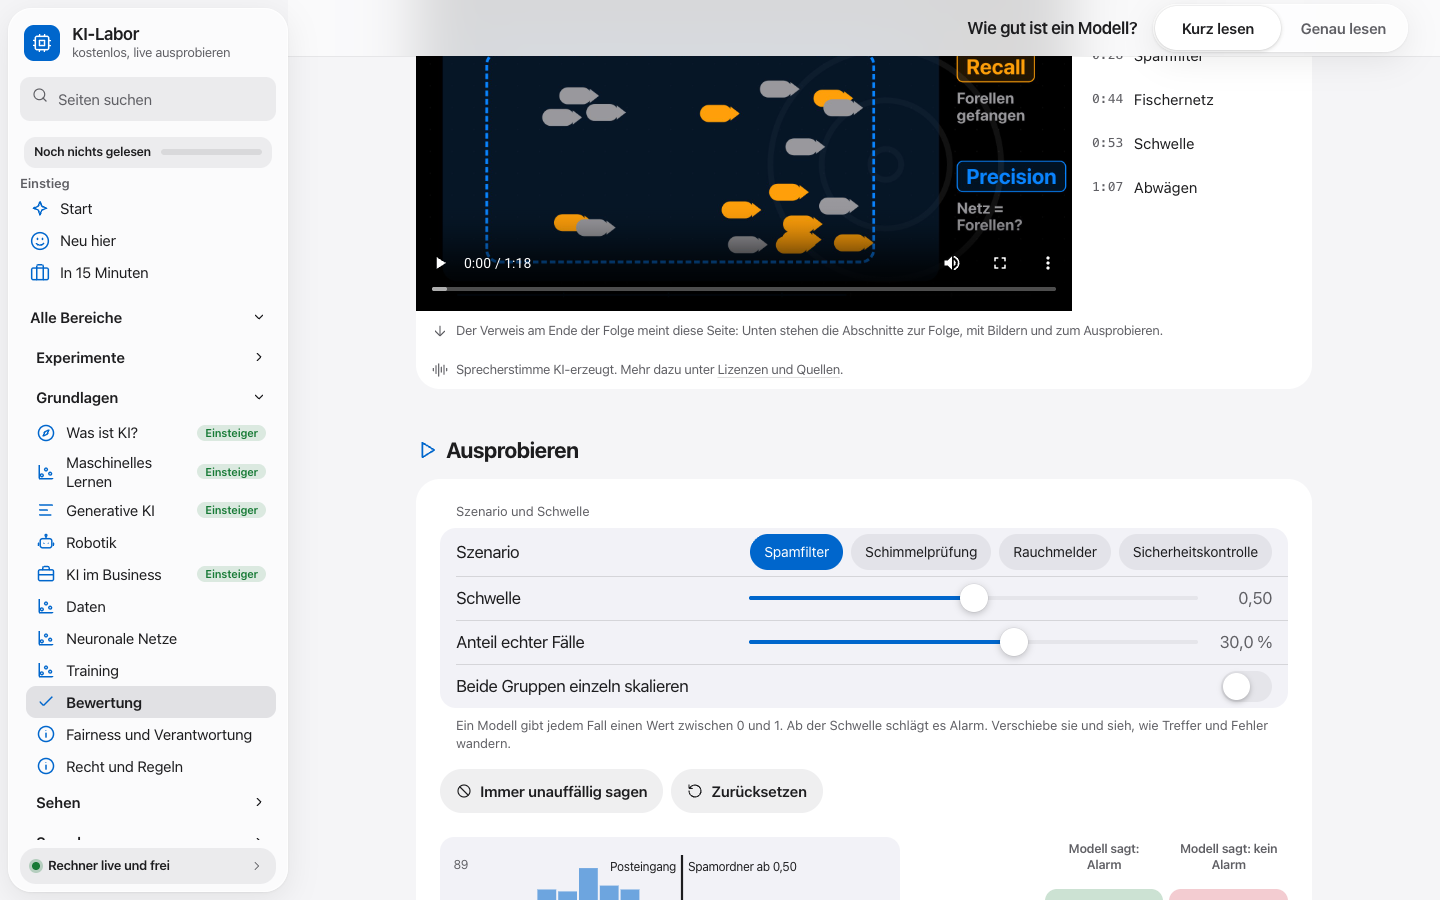 KI-Labor
kostenlos, live ausprobieren
Seiten suchen
Noch nichts gelesen
Einstieg
Start
Neu hier
In 15 Minuten
Alle Bereiche
Experimente
Grundlagen
Was ist KI?
Einsteiger
Maschinelles
Lernen
Einsteiger
Generative KI
Einsteiger
Robotik
KI im Business
Einsteiger
Daten
Neuronale Netze
Training
Bewertung
Fairness und Verantwortung
Recht und Regeln
Sehen
Rechner live und frei
Wie gut ist ein Modell?
Kurz lesen
Genau lesen
Recall
Forellen
gefangen
Precision
Netz =
Forellen?
0:00 / 1:18
Spamfilter
0:44 Fischernetz
0:53 Schwelle
1:07 Abwägen
Der Verweis am Ende der Folge meint diese Seite: Unten stehen die Abschnitte zur Folge, mit Bildern und zum Ausprobieren.
Sprecherstimme KI-erzeugt. Mehr dazu unter Lizenzen und Quellen.
Ausprobieren
Szenario und Schwelle
Szenario
Spamfilter
Schimmelprüfung
Rauchmelder
Sicherheitskontrolle
Schwelle
0,50
Anteil echter Fälle
30,0 %
Beide Gruppen einzeln skalieren
Ein Modell gibt jedem Fall einen Wert zwischen 0 und 1. Ab der Schwelle schlägt es Alarm. Verschiebe sie und sieh, wie Treffer und Fehler
wandern.
Immer unauffällig sagen
Zurücksetzen
89
Posteingang
Spamordner ab 0,50
Modell sagt:
Alarm
Modell sagt: kein
Alarm